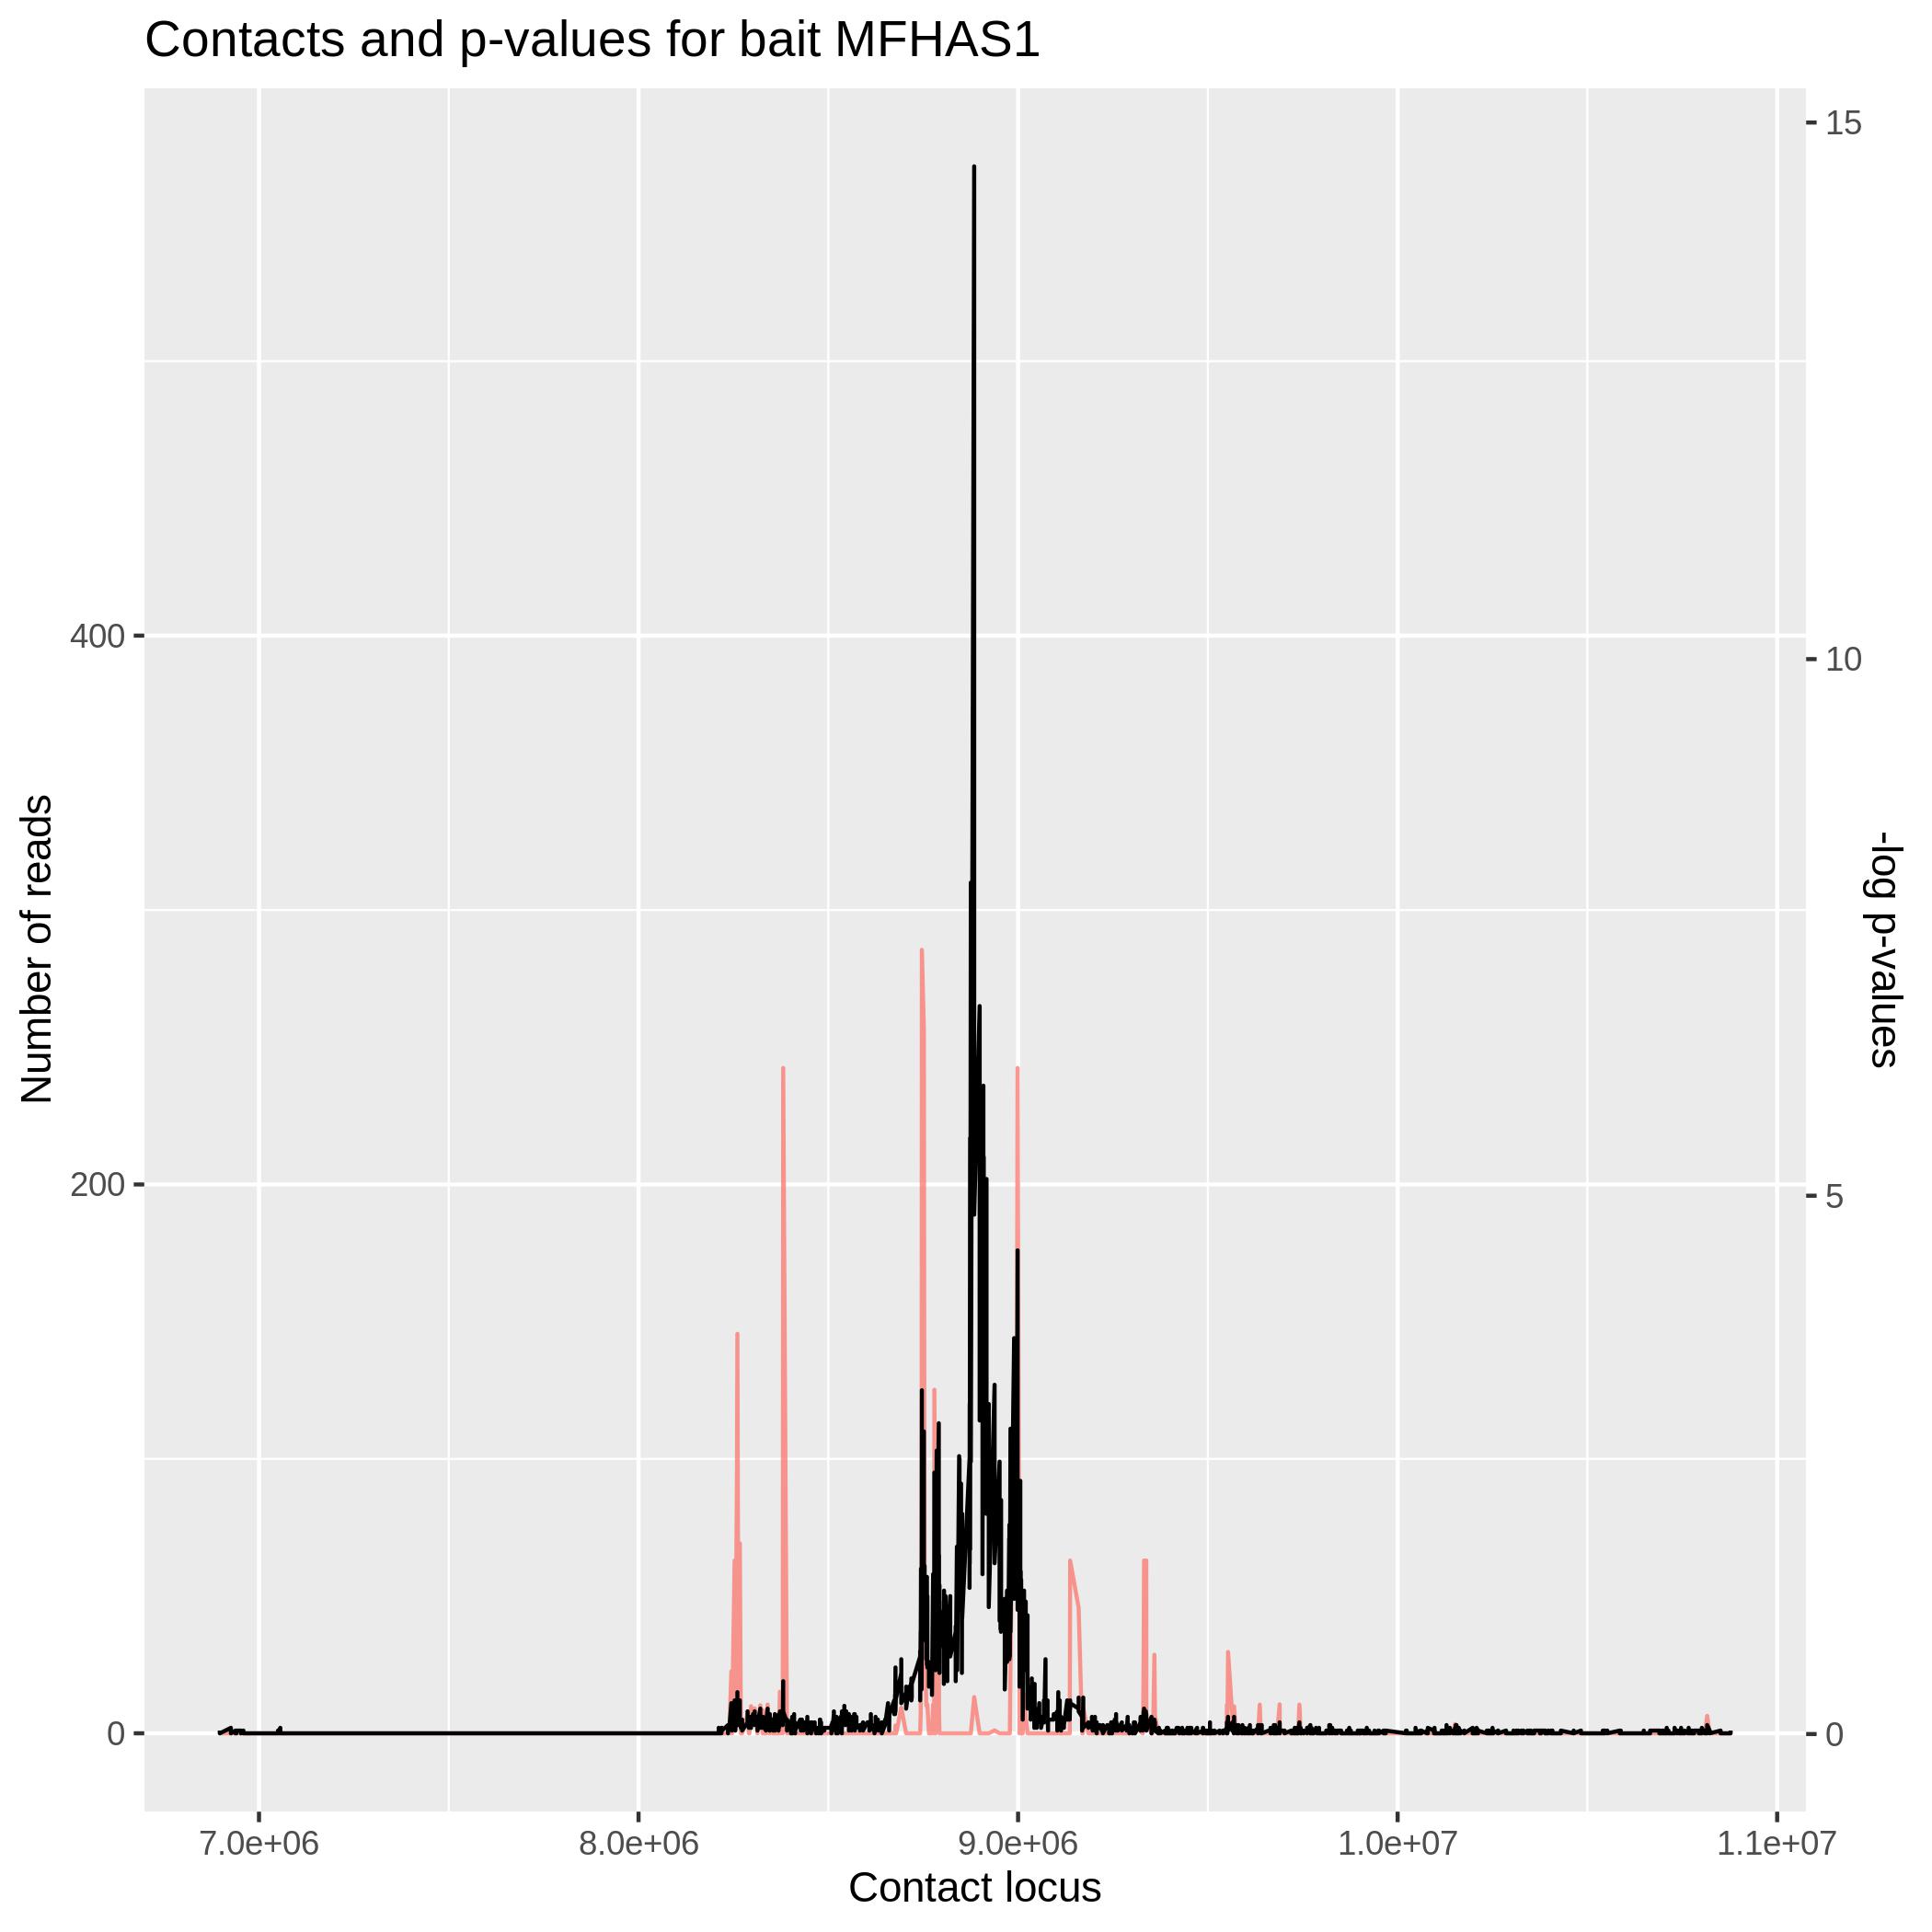 Contacts and p-values for bait MFHAS1
Number of reads
400
200
0
15
10
5
0
-log p-values
7.0e+06
8.0e+06
9.0e+06
1.0e+07
1.1e+07
Contact locus